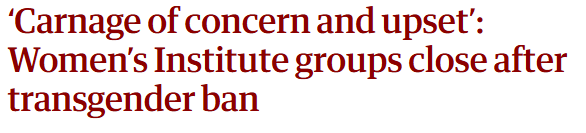 ‘Carnage of concern and upset’:
Women’s Institute groups close after
transgender ban